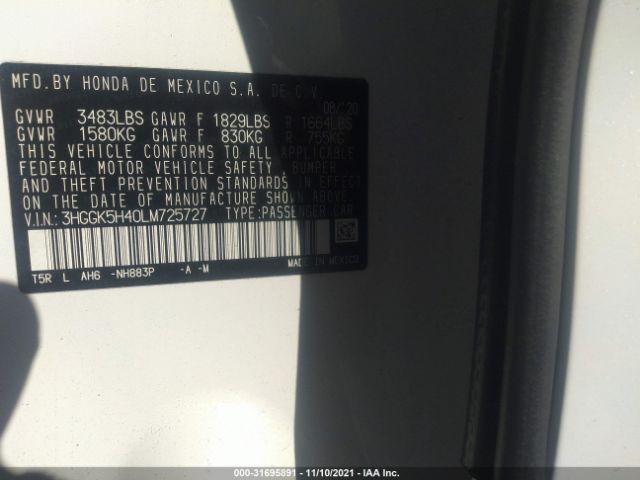 MFD. BY HONDA DE MEXICO S.A. DE C.V.
08/'20
GVWR 3483LBS GAWR F 1829LBS R 1664LBS
GVWR 1580KG GAWR F 830KG R 755KG
THIS VEHICLE CONFORMS TO ALL APPLICABLE
FEDERAL MOTOR VEHICLE SAFETY, BUMPER
AND THEFT PREVENTION STANDARDS IN EFFECT
ON THE DATE OF MANUFACTURE SHOWN ABOVE.
V.I.N.: 3HGGK5H40LM725727 TYPE:PASSENGER CAR
T5R L AH6 -NH883P -A -M MADE IN MEXICO
000-31695891 - 11/10/2021 - IAA Inc.